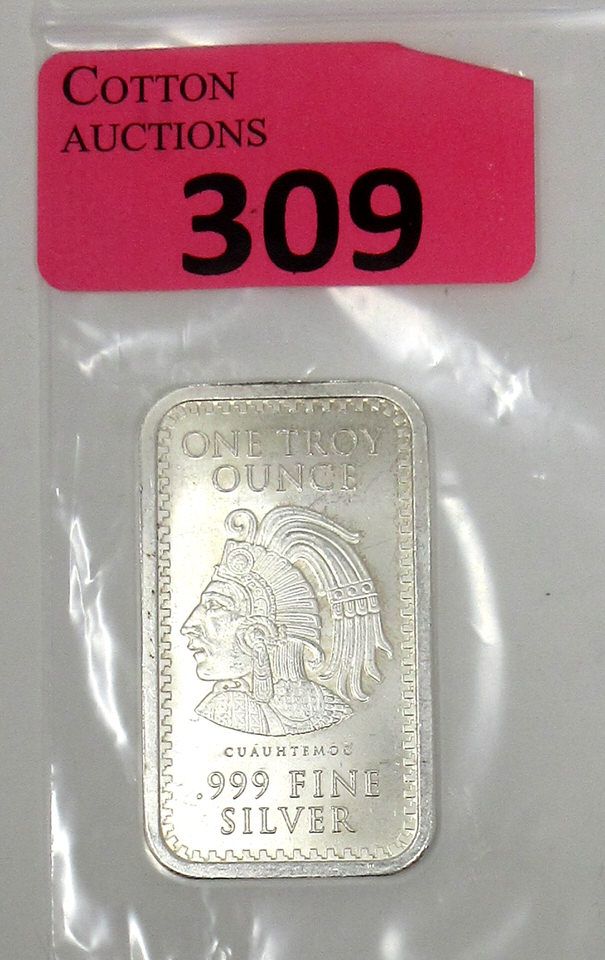 COTTON
AUCTIONS
309
ONE TROY
OUNCE
CUAUHTEMOC
.999 FINE
SILVER